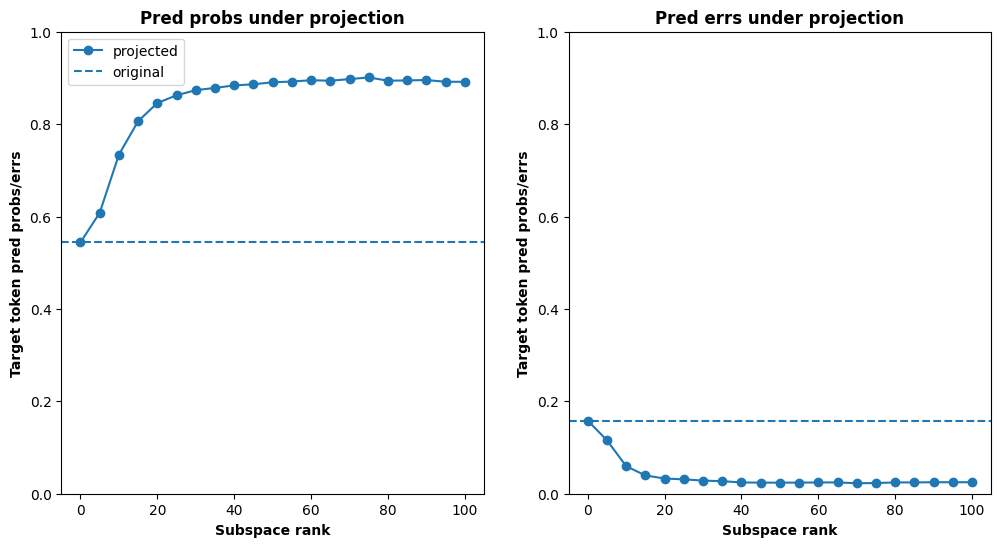 Pred probs under projection
1.0
0.8
0.6
0.4
0.2
0.0
0 20 40 60 80 100
Target token pred probs/errs
Subspace rank
projected
original
Pred errs under projection
1.0
0.8
0.6
0.4
0.2
0.0
0 20 40 60 80 100
Target token pred probs/errs
Subspace rank